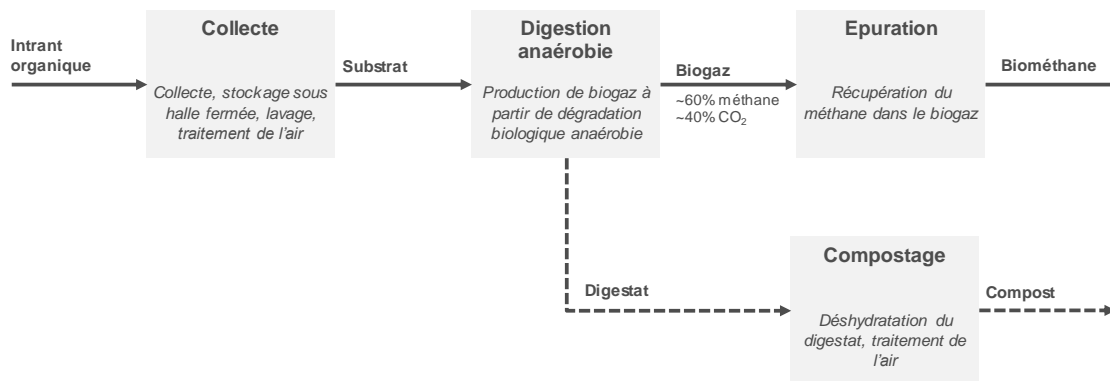 Intrant
organique
Collecte
Collecte, stockage sous
halle fermée, lavage,
traitement de l'air
Substrat
Digestion
anaérobie
Production de biogaz à
partir de dégradation
biologique anaérobie
Biogaz
~60% méthane
~40% CO₂
Epuration
Récupération du
méthane dans le biogaz
Biométhane
Digestat
Compostage
Déshydratation du
digestat, traitement de
l'air
Compost